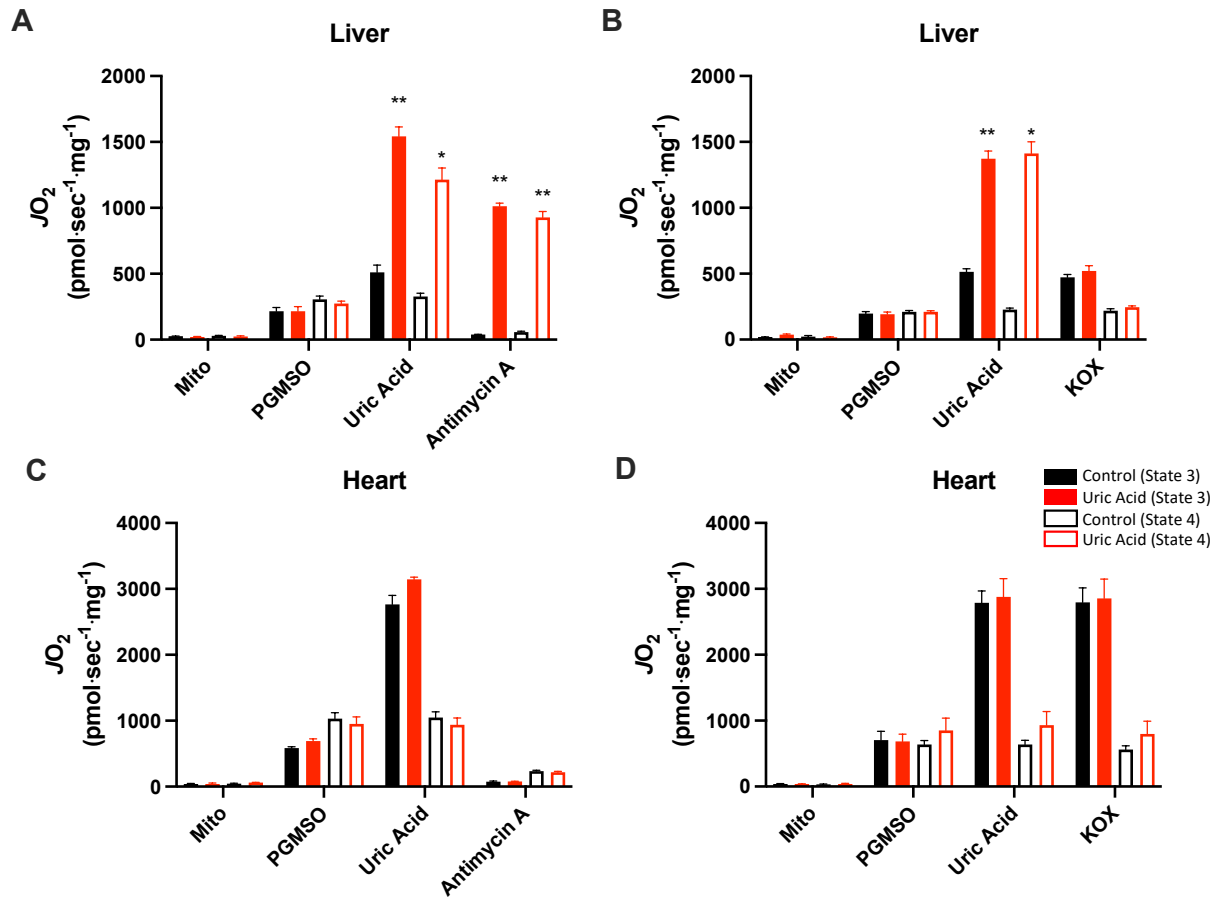 A
Liver
2000
1500
1000
500
0
JO2
(pmol·sec-1·mg-1)
**
*
**
**
Mito
PGMSO
Uric Acid
Antimycin A
B
Liver
2000
1500
1000
500
0
JO2
(pmol·sec-1·mg-1)
**
*
Mito
PGMSO
Uric Acid
KOX
C
Heart
4000
3000
2000
1000
0
JO2
(pmol·sec-1·mg-1)
Mito
PGMSO
Uric Acid
Antimycin A
D
Heart
Control (State 3)
Uric Acid (State 3)
Control (State 4)
Uric Acid (State 4)
4000
3000
2000
1000
0
JO2
(pmol·sec-1·mg-1)
Mito
PGMSO
Uric Acid
KOX